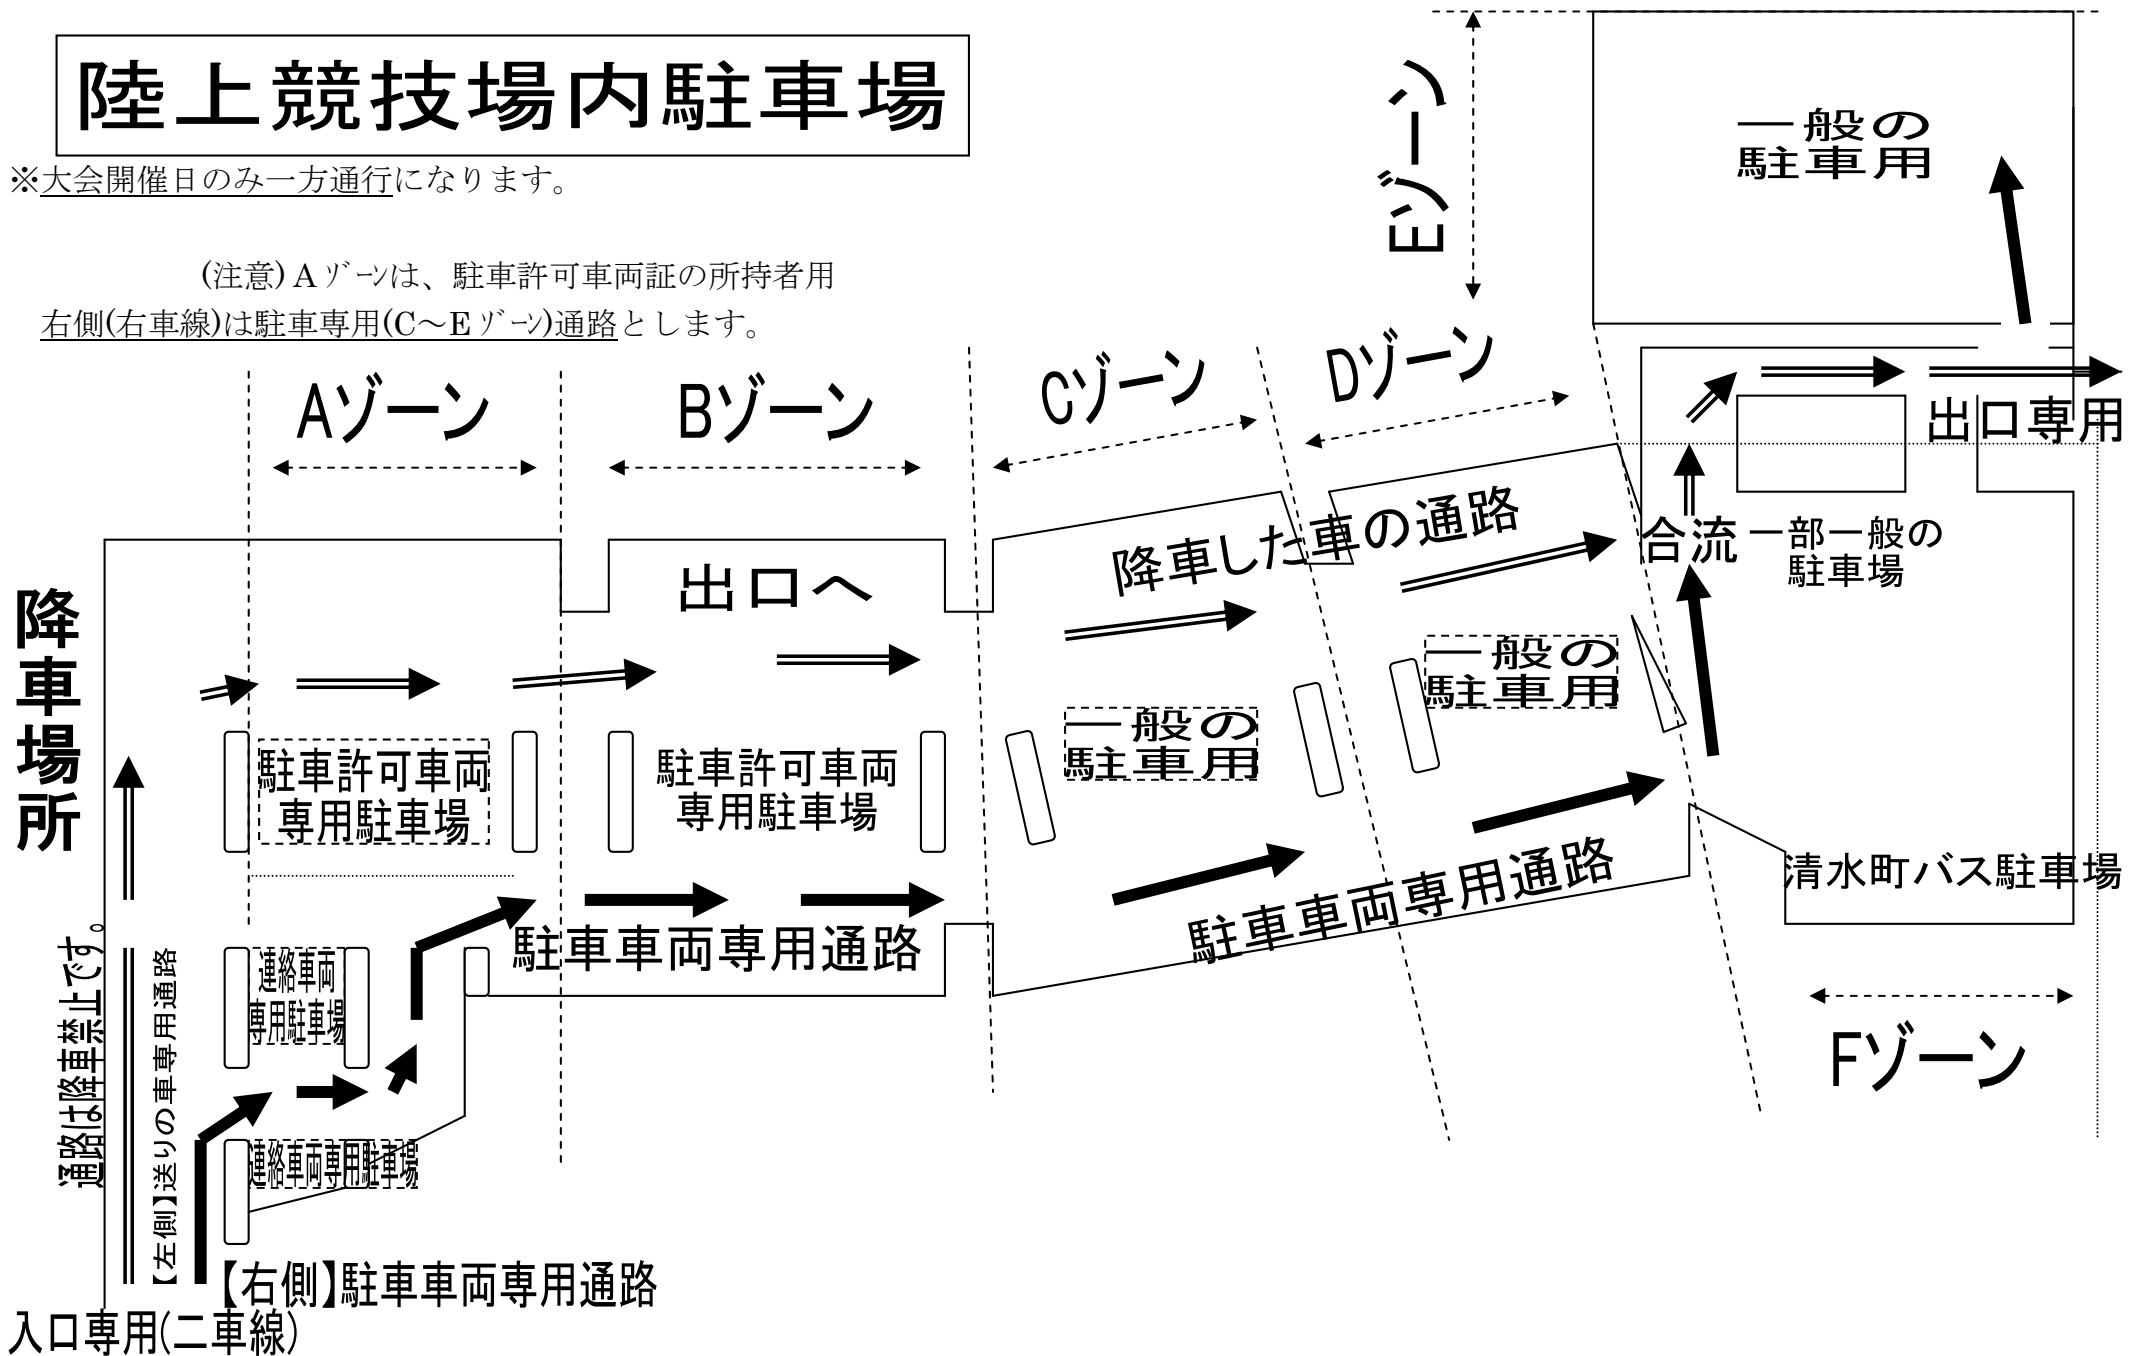 陸上競技場内駐車場
※大会開催日のみ一方通行になります。
(注意)Aゾーンは、駐車許可車両証の所持者用
右側(右車線)は駐車専用(C～Eゾーン)通路とします。
Eゾーン
一般の
駐車用
Aゾーン
Bゾーン
Cゾーン
Dゾーン
出口専用
降車した車の通路
合流
一部一般の
駐車場
出口へ
降車場所
一般の
駐車用
一般の
駐車用
駐車許可車両
専用駐車場
駐車許可車両
専用駐車場
駐車車両専用通路
駐車車両専用通路
清水町バス駐車場
通路は降車禁止です。
【左側】送りの車専用通路
連絡車両
専用駐車場
連絡車両専用駐車場
Fゾーン
【右側】駐車車両専用通路
入口専用(二車線)